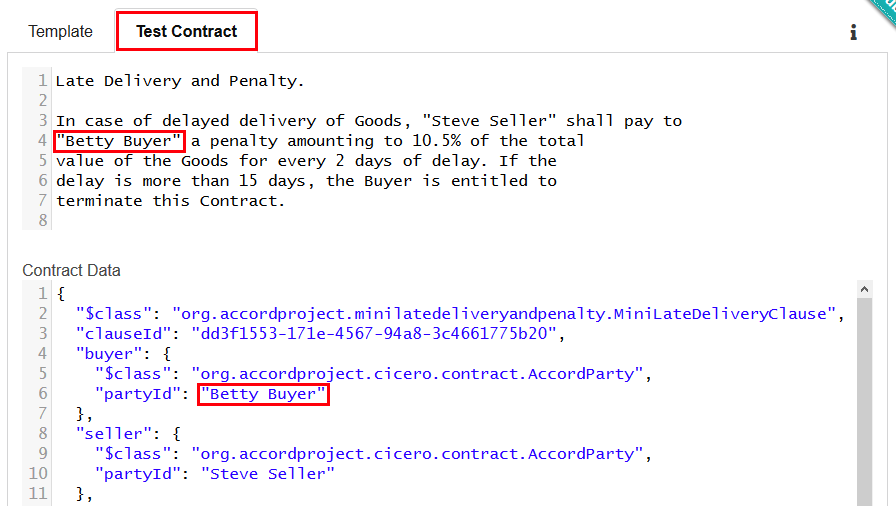 Template
Test Contract
1 Late Delivery and Penalty.
2
3 In case of delayed delivery of Goods, "Steve Seller" shall pay to
4 "Betty Buyer" a penalty amounting to 10.5% of the total
5 value of the Goods for every 2 days of delay. If the
6 delay is more than 15 days, the Buyer is entitled to
7 terminate this Contract.
8
Contract Data
1 {
2 "$class": "org.accordproject.minilatedeliveryandpenalty.MiniLateDeliveryClause",
3 "clauseId": "dd3f1553-171e-4567-94a8-3c4661775b20",
4 "buyer": {
5 "$class": "org.accordproject.cicero.contract.AccordParty",
6 "partyId": "Betty Buyer"
7 },
8 "seller": {
9 "$class": "org.accordproject.cicero.contract.AccordParty",
10 "partyId": "Steve Seller"
11 },